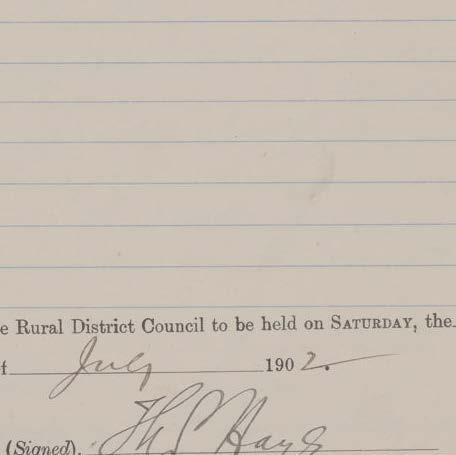 e Rural District Council to be held on SATURDAY, the
f July 1902.
(Signed),